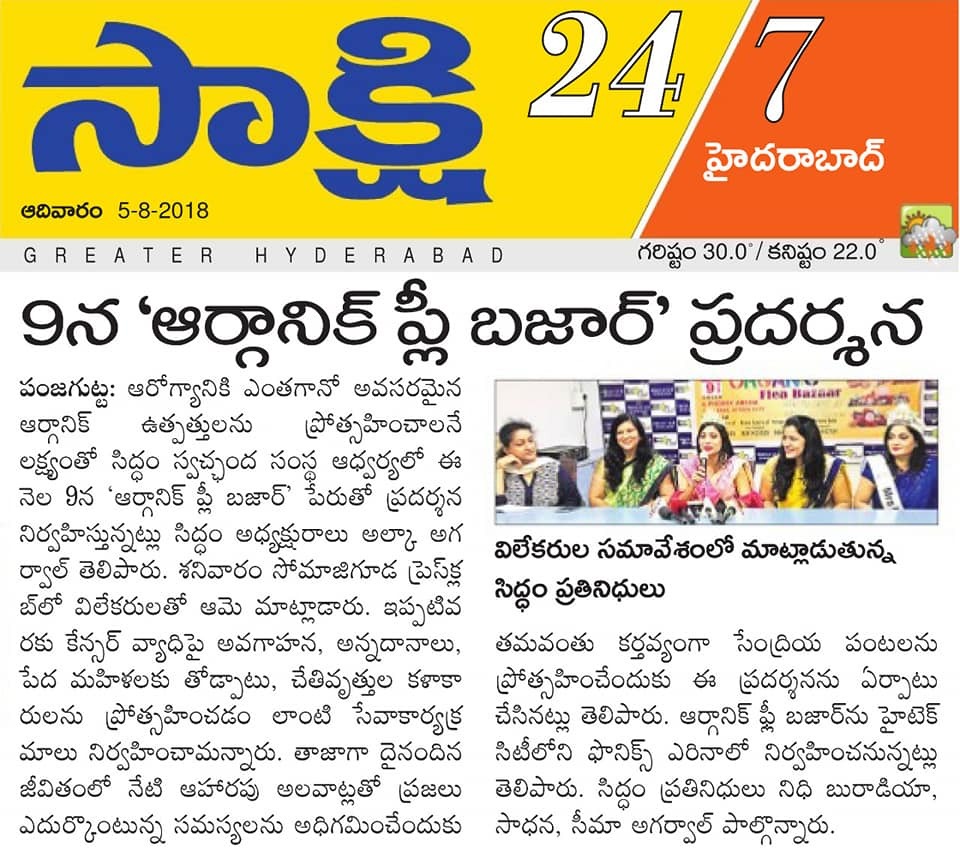 సాక్షి
24 7
హైదరాబాద్
ఆదివారం 5-8-2018
GREATER HYDERABAD
గరిష్టం 30.0°/ కనిష్టం 22.0°
9న ‘ఆర్గానిక్ ఫ్లీ బజార్’ ప్రదర్శన
పంజగుట్ట: ఆరోగ్యానికి ఎంతగానో అవసరమైన
ఆర్గానిక్ ఉత్పత్తులను ప్రోత్సహించాలనే
లక్ష్యంతో సిద్ధం స్వచ్ఛంద సంస్థ ఆధ్వర్యలో ఈ
నెల 9న ‘ఆర్గానిక్ ఫ్లీ బజార్’ పేరుతో ప్రదర్శన
నిర్వహిస్తున్నట్లు సిద్ధం అధ్యక్షురాలు అల్కా అగ
ర్వాల్ తెలిపారు. శనివారం సోమాజిగూడ ప్రెస్‌క్ల
బ్‌లో విలేకరులతో ఆమె మాట్లాడారు. ఇప్పటివ
రకు కేన్సర్ వ్యాధిపై అవగాహన, అన్నదానాలు,
పేద మహిళలకు తోడ్పాటు, చేతివృత్తుల కళాకా
రులను ప్రోత్సహించడం లాంటి సేవాకార్యక్ర
మాలు నిర్వహించామన్నారు. తాజాగా దైనందిన
జీవితంలో నేటి ఆహారపు అలవాట్లతో ప్రజలు
ఎదుర్కొంటున్న సమస్యలను అధిగమించేందుకు
ORGANIC
Flea Bazaar
Mrs
విలేకరుల సమావేశంలో మాట్లాడుతున్న
సిద్ధం ప్రతినిధులు
తమవంతు కర్తవ్యంగా సేంద్రియ పంటలను
ప్రోత్సహించేందుకు ఈ ప్రదర్శనను ఏర్పాటు
చేసినట్లు తెలిపారు. ఆర్గానిక్ ఫ్లీ బజార్‌ను హైటెక్
సిటీలోని ఫొనిక్స్ ఎరినాలో నిర్వహించనున్నట్లు
తెలిపారు. సిద్ధం ప్రతినిధులు నిధి బురాడియా,
సాధన, సీమా అగర్వాల్ పాల్గొన్నారు.